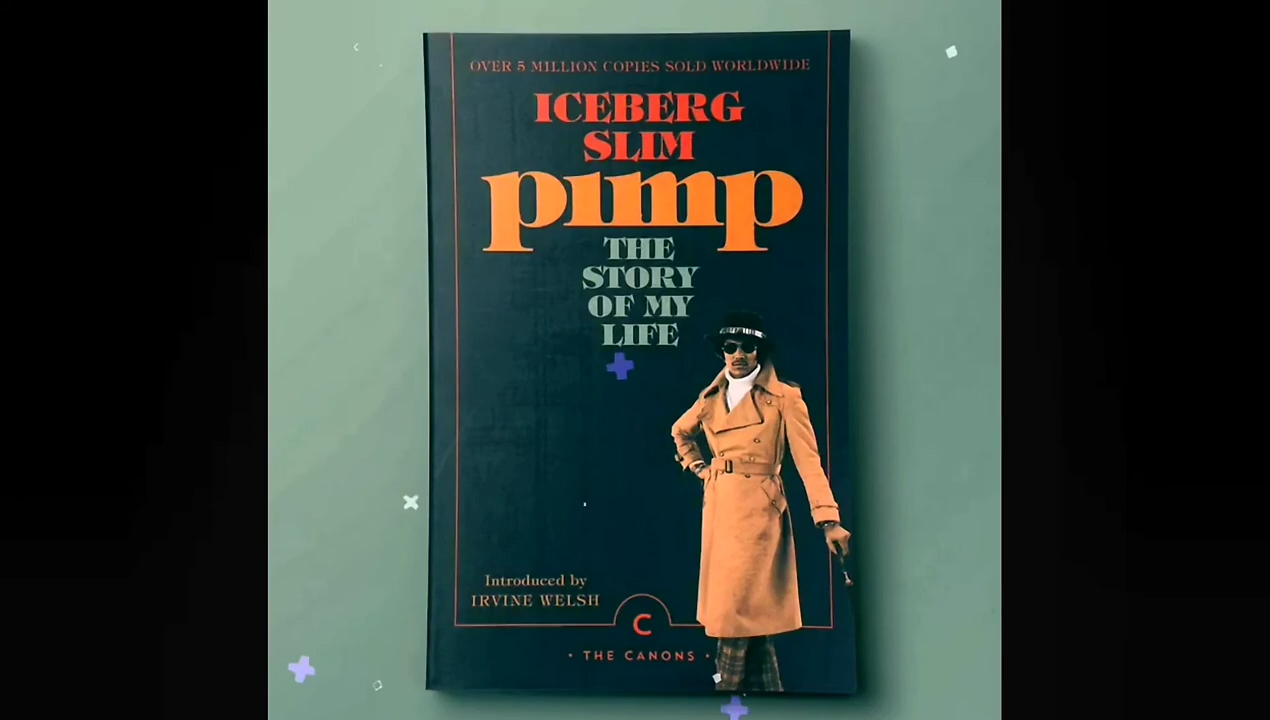 OVER 5 MILLION COPIES SOLD WORLDWIDE
ICEBERG
SLIM
pimp
THE
STORY
OF MY
LIFE
Introduced by
IRVINE WELSH
C
• THE CANONS •